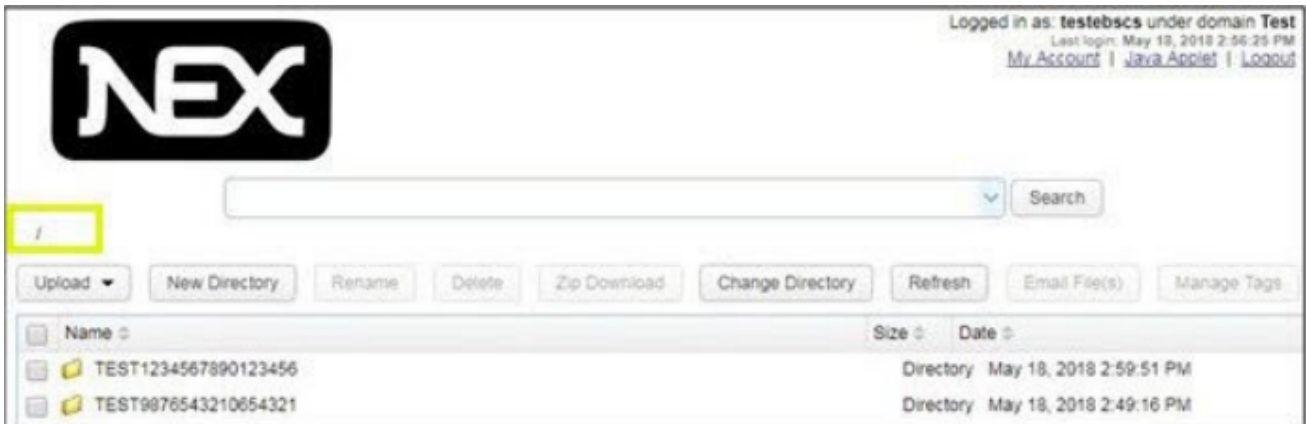 NEX
Logged in as: testebscs under domain Test
Last login: May 18, 2018 2:56:25 PM
My Account | Java Applet | Logout
Search
/
Upload New Directory Rename Delete Zip Download Change Directory Refresh Email File(s) Manage Tags
Name Size Date
TEST1234567890123456 Directory May 18, 2018 2:59:51 PM
TEST9876543210654321 Directory May 18, 2018 2:49:16 PM